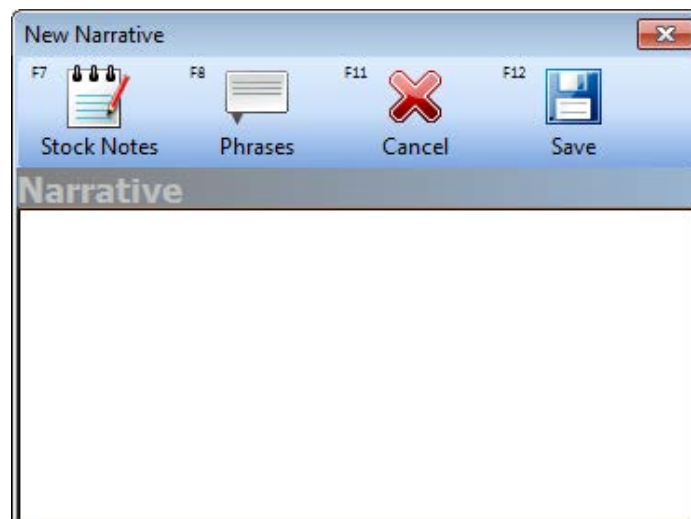 New Narrative
F7 F8 F11 F12
Stock Notes Phrases Cancel Save
Narrative